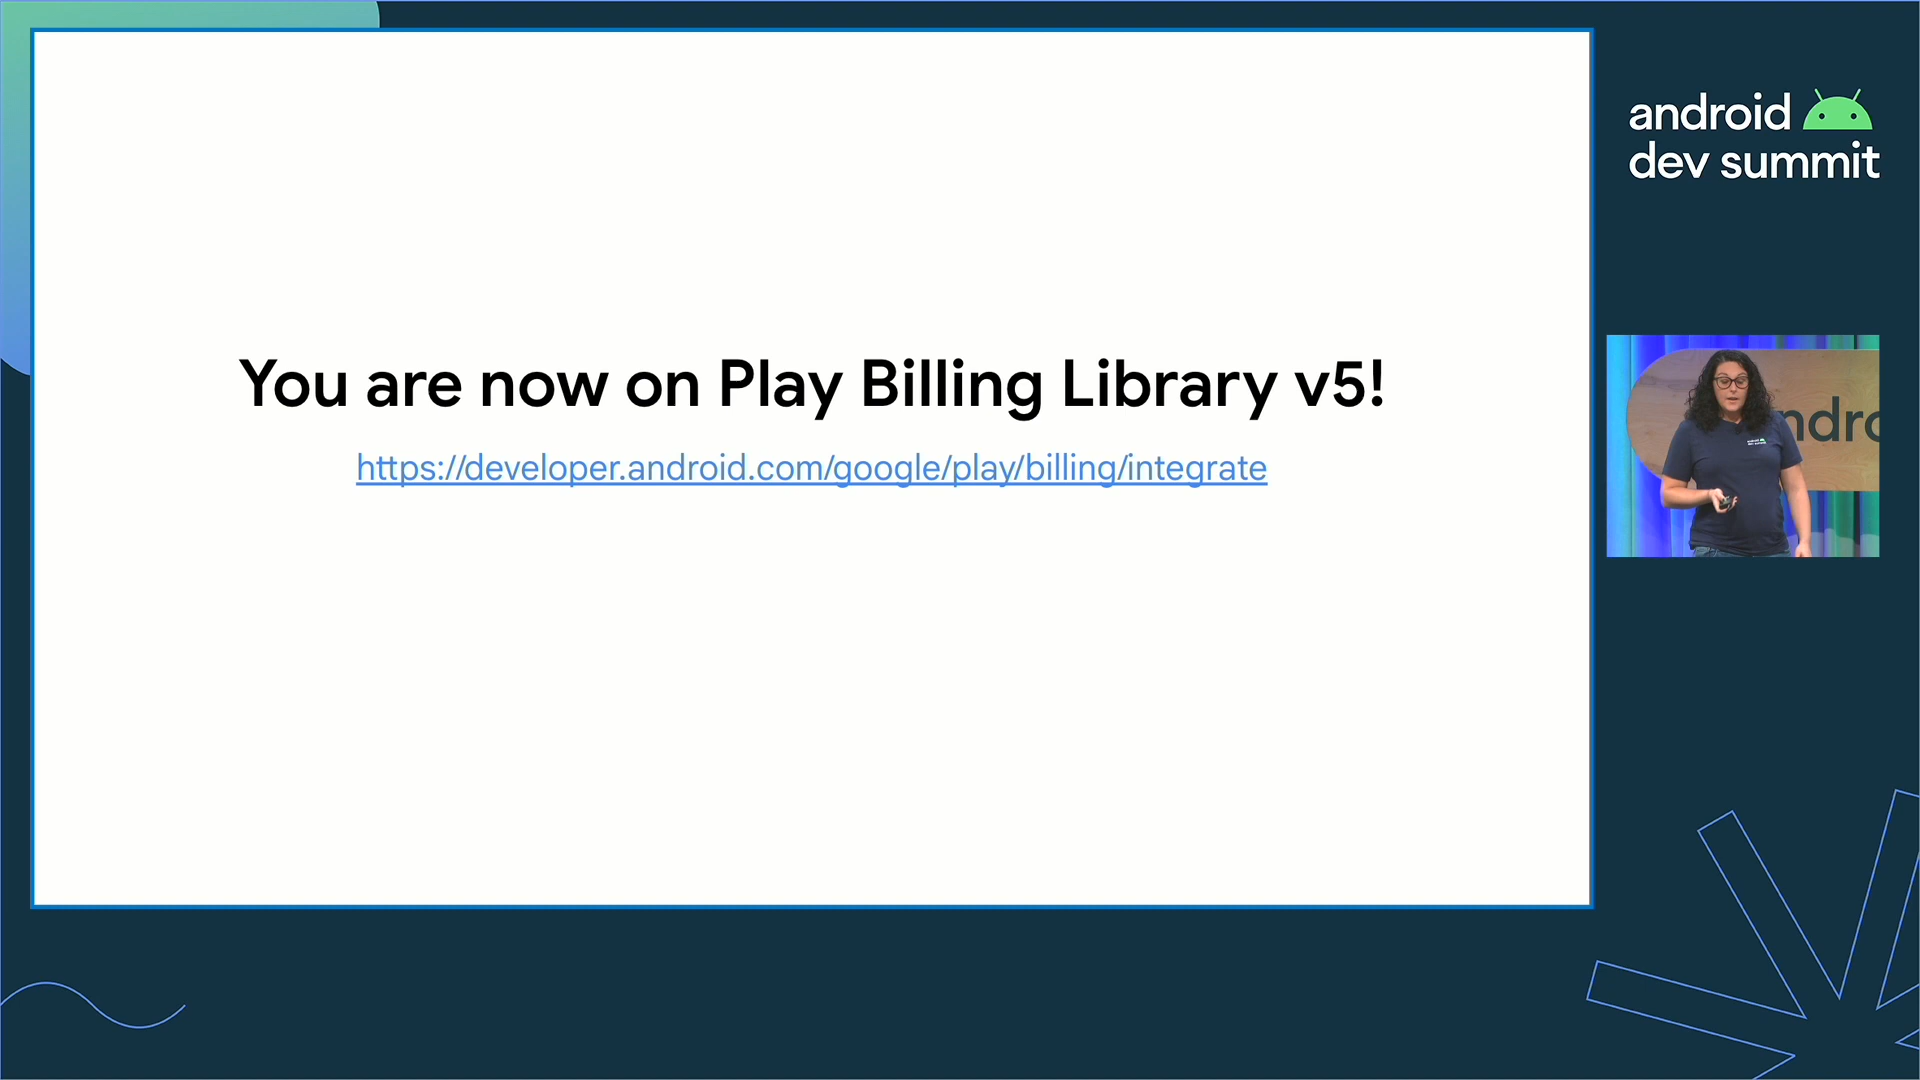 You are now on Play Billing Library v5!
https://developer.android.com/google/play/billing/integrate
android
dev summit
ndro